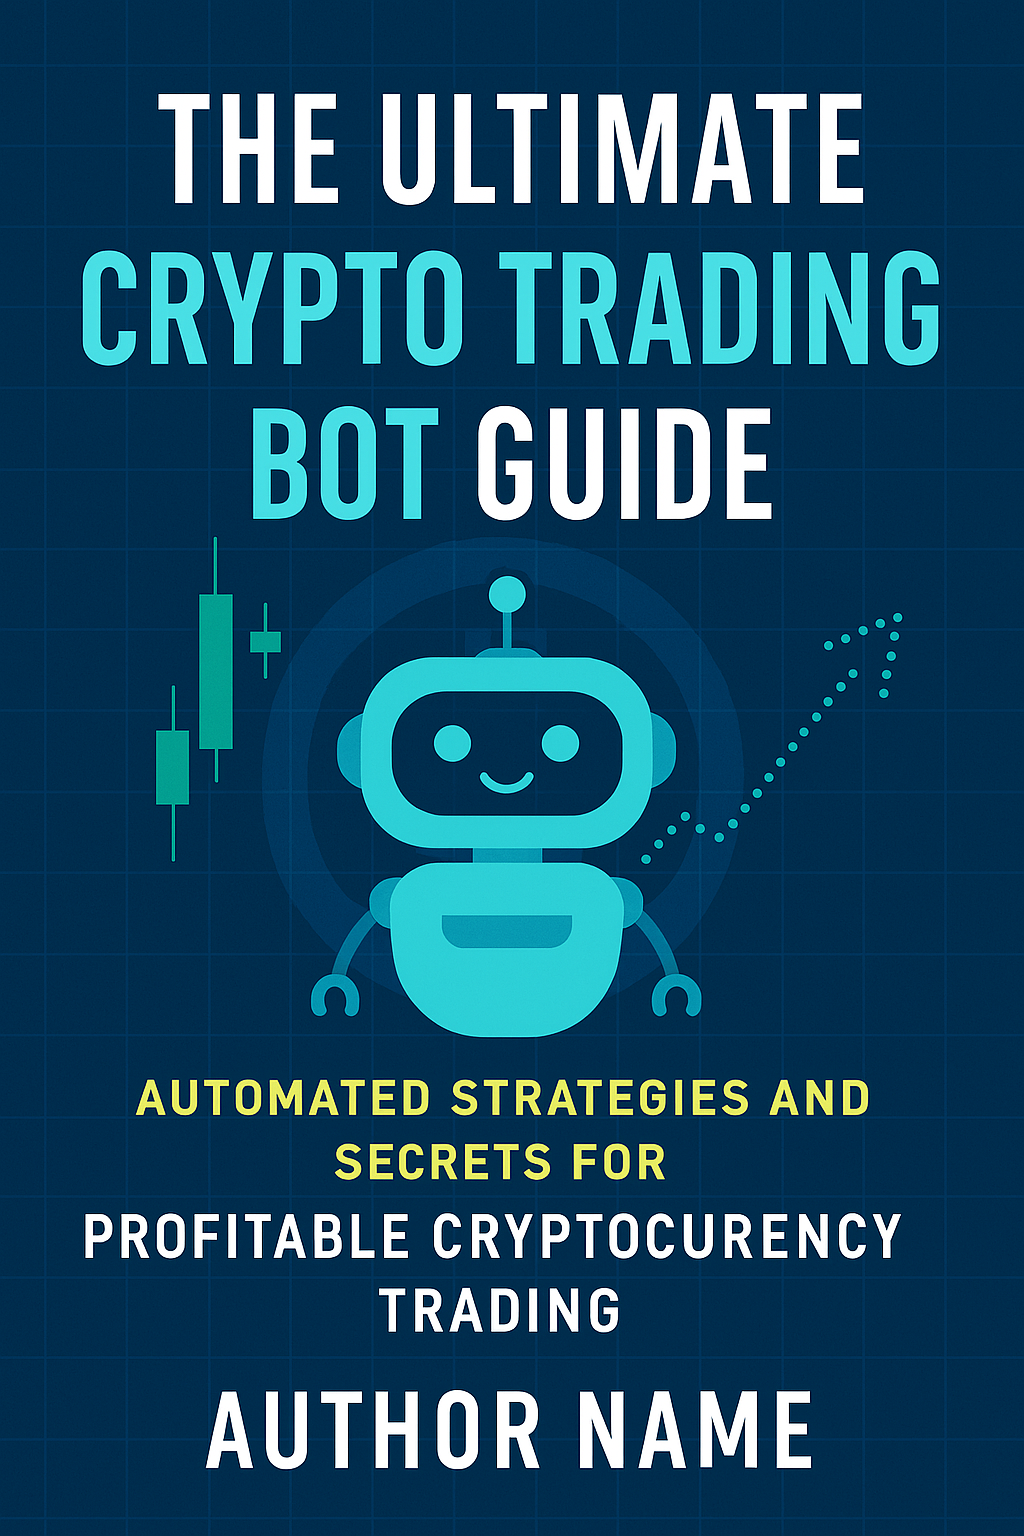 THE ULTIMATE
CRYPTO TRADING
BOT GUIDE
AUTOMATED STRATEGIES AND
SECRETS FOR
PROFITABLE CRYPTOCURENCY
TRADING
AUTHOR NAME